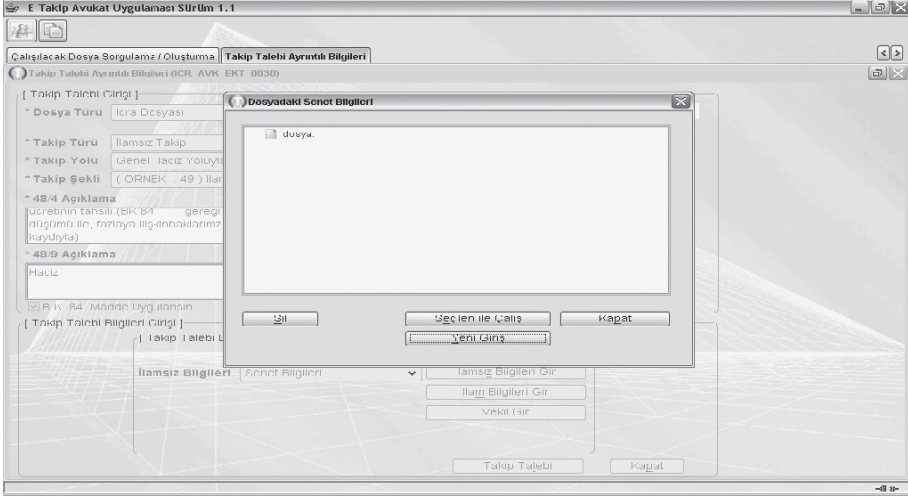 E Takip Avukat Uygulaması Sürüm 1.1
Çalışılacak Dosya Sorgulama / Oluşturma
Takip Talebi Ayrıntılı Bilgileri
Takip Talebi Ayrıntılı Bilgileri (ICR_AVK_EKT_0030)
[ Takip Talebi Girişi ]
* Dosya Türü İcra Dosyası
* Takip Türü İlamsız Takip
* Takip Yolu Genel Haciz Yoluyla
* Takip Şekli ( ÖRNEK : 49 ) İlar
* 48/4 Açıklama
ücretinin tahsili.(BK 84 gereği
düşümü ile, fazlaya ilişkinhaklarımız
kaydıyla)
* 48/9 Açıklama
Haciz
B.K. 84. Madde Uygulansın
[ Takip Talebi Bilgileri Girişi ]
[ Takip Talebi
İlamsız Bilgileri Senet Bilgileri
İlamsız Bilgileri Gir
İlam Bilgileri Gir
Vekil Gir
Takip Talebi
Kapat
Dosyadaki Senet Bilgileri
dosya.
Sil
Seçilen ile Çalış
Kapat
Yeni Giriş